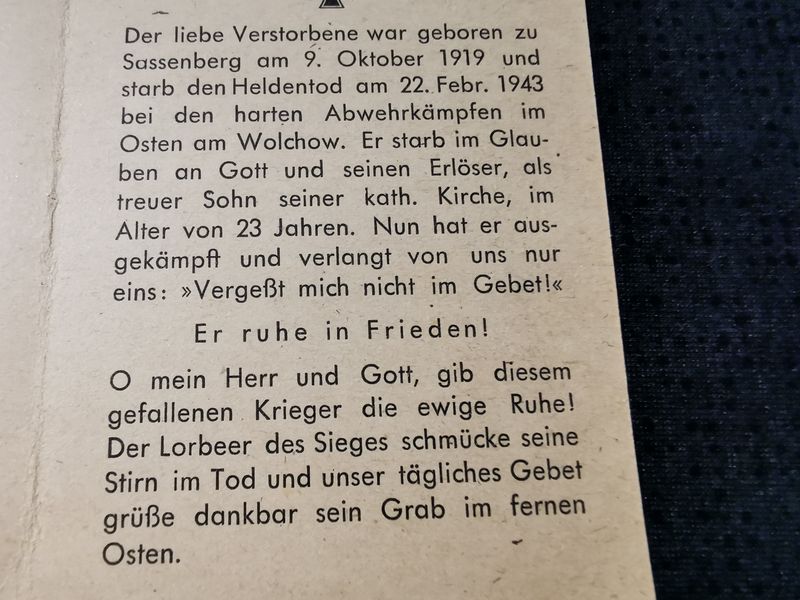 Der liebe Verstorbene war geboren zu
Sassenberg am 9. Oktober 1919 und
starb den Heldentod am 22. Febr. 1943
bei den harten Abwehrkämpfen im
Osten am Wolchow. Er starb im Glau-
ben an Gott und seinen Erlöser, als
treuer Sohn seiner kath. Kirche, im
Alter von 23 Jahren. Nun hat er aus-
gekämpft und verlangt von uns nur
eins: »Vergeßt mich nicht im Gebet!«
Er ruhe in Frieden!
O mein Herr und Gott, gib diesem
gefallenen Krieger die ewige Ruhe!
Der Lorbeer des Sieges schmücke seine
Stirn im Tod und unser tägliches Gebet
grüße dankbar sein Grab im fernen
Osten.